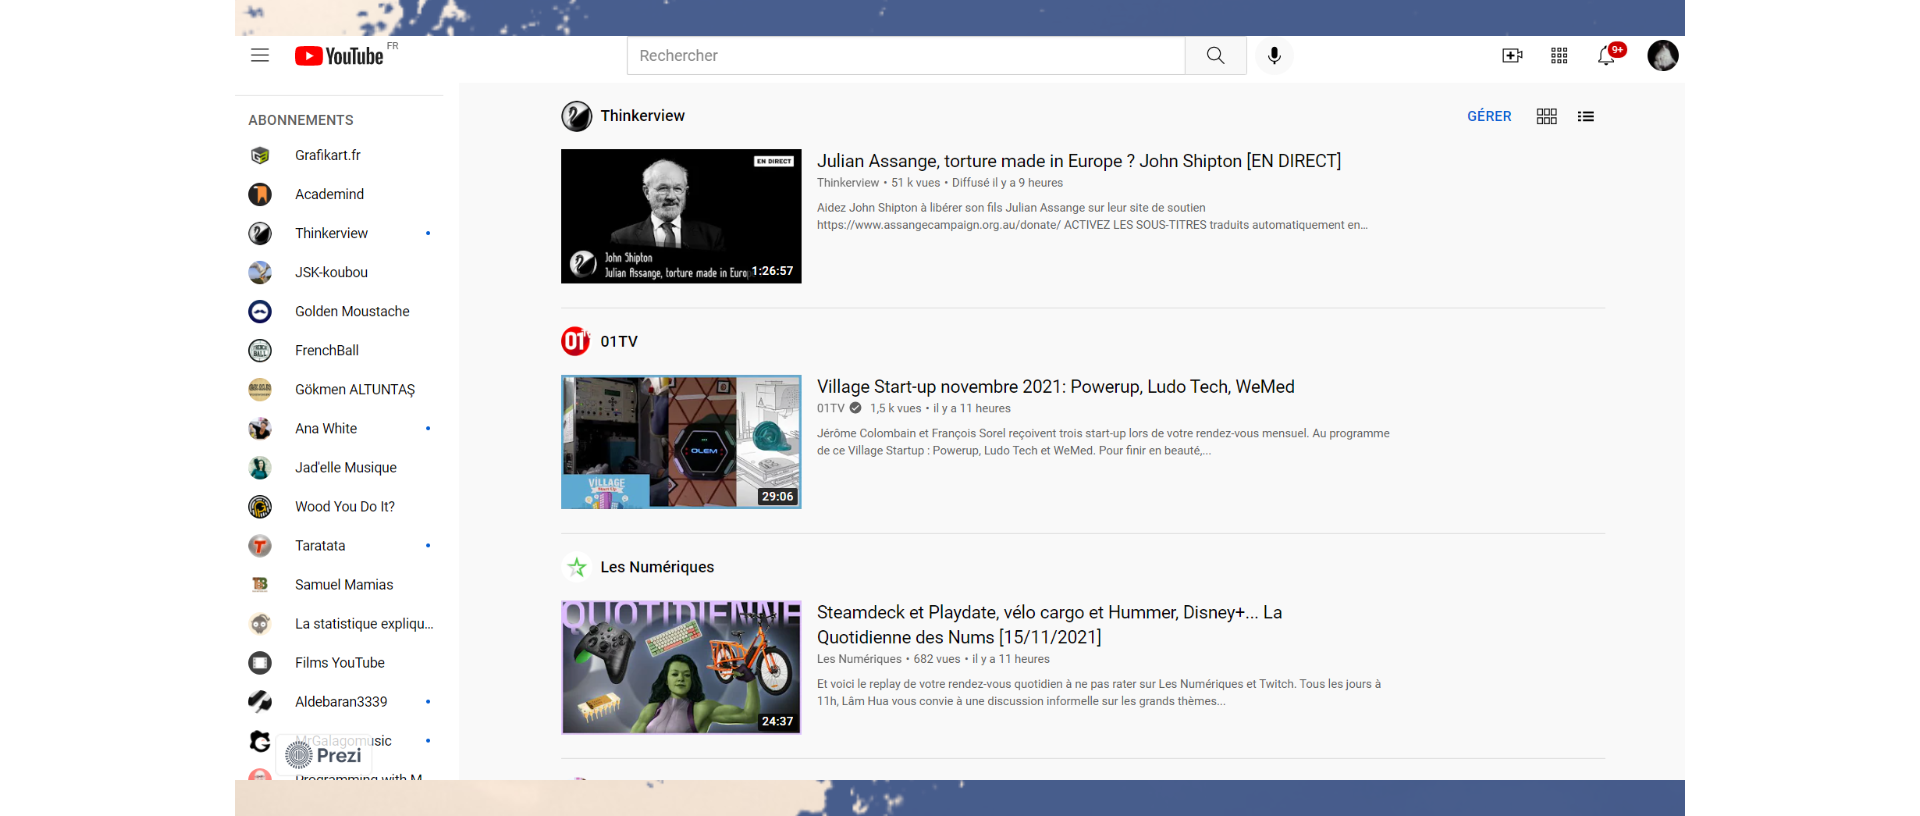 YouTube FR
Rechercher
9+
ABONNEMENTS
Grafikart.fr
Academind
Thinkerview
JSK-koubou
Golden Moustache
FrenchBall
Gökmen ALTUNTAŞ
Ana White
Jad'elle Musique
Wood You Do It?
Taratata
Samuel Mamias
La statistique expliqu...
Films YouTube
Aldebaran3339
MrGalagomusic
Prezi
Programming with M
Thinkerview
GÉRER
EN DIRECT
John Shipton
Julian Assange, torture made in Europ
1:26:57
Julian Assange, torture made in Europe ? John Shipton [EN DIRECT]
Thinkerview • 51 k vues • Diffusé il y a 9 heures
Aidez John Shipton à libérer son fils Julian Assange sur leur site de soutien
https://www.assangecampaign.org.au/donate/ ACTIVEZ LES SOUS-TITRES traduits automatiquement en...
01TV
OLEM
VILLAGE
29:06
Village Start-up novembre 2021: Powerup, Ludo Tech, WeMed
01TV 1,5 k vues • il y a 11 heures
Jérôme Colombain et François Sorel reçoivent trois start-up lors de votre rendez-vous mensuel. Au programme
de ce Village Startup : Powerup, Ludo Tech et WeMed. Pour finir en beauté,...
Les Numériques
QUOTIDIENNE
24:37
Steamdeck et Playdate, vélo cargo et Hummer, Disney+... La
Quotidienne des Nums [15/11/2021]
Les Numériques • 682 vues • il y a 11 heures
Et voici le replay de votre rendez-vous quotidien à ne pas rater sur Les Numériques et Twitch. Tous les jours à
11h, Lâm Hua vous convie à une discussion informelle sur les grands thèmes...